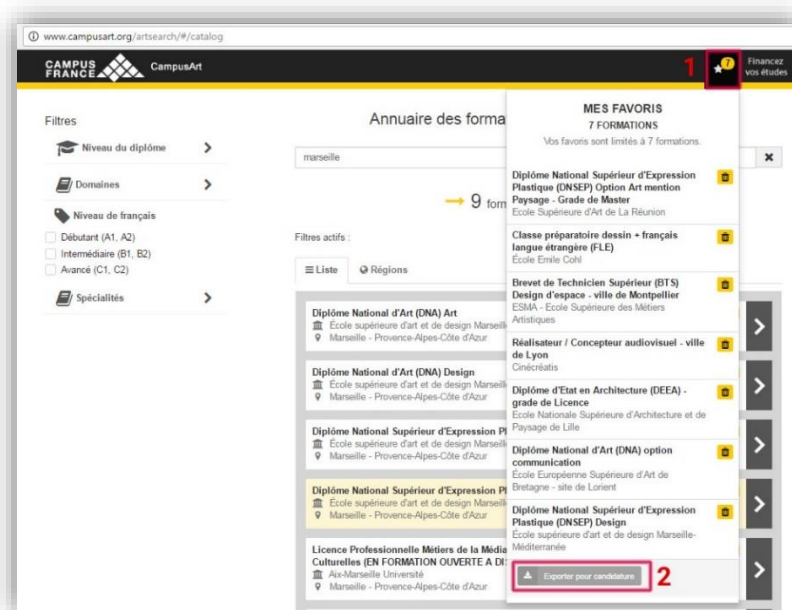 www.campusart.org/artsearch/#/catalog
CAMPUS
FRANCE
CampusArt
1
7
Financez
vos études
Filtres
Niveau du diplôme
Domaines
Niveau de français
Débutant (A1, A2)
Intermédiaire (B1, B2)
Avancé (C1, C2)
Spécialités
Annuaire des forma
marseille
9 form
Filtres actifs :
Liste
Régions
Diplôme National d'Art (DNA) Art
École supérieure d'art et de design Marseill
Marseille - Provence-Alpes-Côte d'Azur
Diplôme National d'Art (DNA) Design
École supérieure d'art et de design Marseill
Marseille - Provence-Alpes-Côte d'Azur
Diplôme National Supérieur d'Expression Pl
École supérieure d'art et de design Marseill
Marseille - Provence-Alpes-Côte d'Azur
Diplôme National Supérieur d'Expression Pl
École supérieure d'art et de design Marseill
Marseille - Provence-Alpes-Côte d'Azur
Licence Professionnelle Métiers de la Média
Culturelles (EN FORMATION OUVERTE A DI
Aix-Marseille Université
Marseille - Provence-Alpes-Côte d'Azur
MES FAVORIS
7 FORMATIONS
Vos favoris sont limités à 7 formations.
Diplôme National Supérieur d'Expression
Plastique (DNSEP) Option Art mention
Paysage - Grade de Master
Ecole Supérieure d'Art de La Réunion
Classe préparatoire dessin + français
langue étrangère (FLE)
École Emile Cohl
Brevet de Technicien Supérieur (BTS)
Design d'espace - ville de Montpellier
ESMA - Ecole Supérieure des Métiers
Artistiques
Réalisateur / Concepteur audiovisuel - ville
de Lyon
Cinécréatis
Diplôme d'Etat en Architecture (DEEA) -
grade de Licence
Ecole Nationale Supérieure d'Architecture et de
Paysage de Lille
Diplôme National d'Art (DNA) option
communication
École Européenne Supérieure d'Art de
Bretagne - site de Lorient
Diplôme National Supérieur d'Expression
Plastique (DNSEP) Design
École supérieure d'art et de design Marseille-
Méditerranée
Exporter pour candidature
2